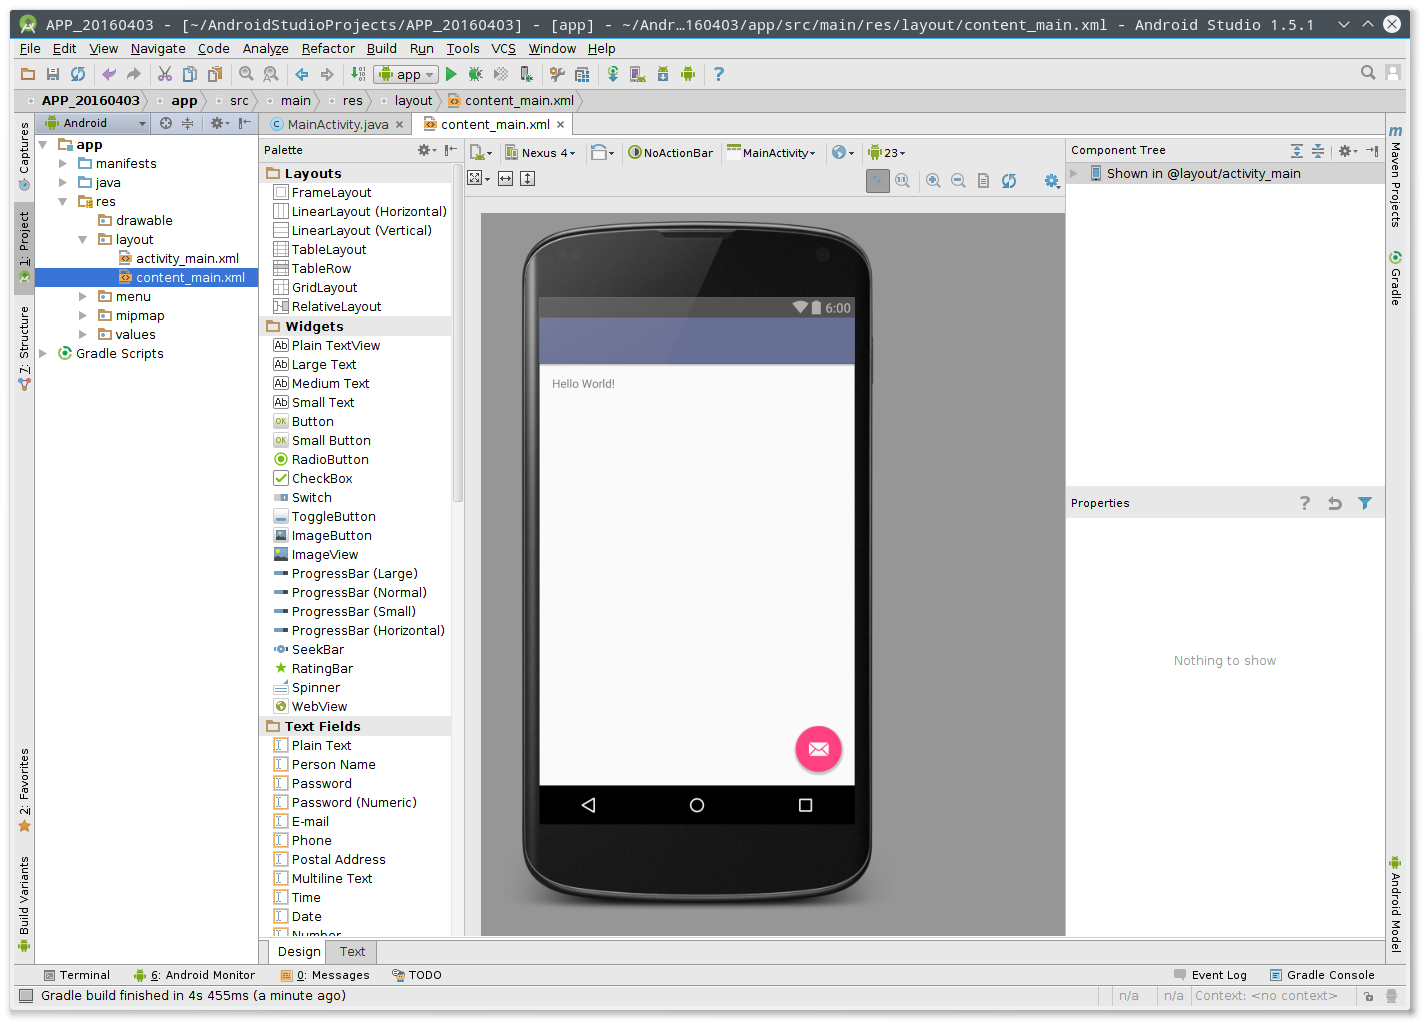 APP_20160403 - [~/AndroidStudioProjects/APP_20160403] - [app] - ~/Andr…160403/app/src/main/res/layout/content_main.xml - Android Studio 1.5.1
File Edit View Navigate Code Analyze Refactor Build Run Tools VCS Window Help
app
APP_20160403 app src main res layout content_main.xml
Android
MainActivity.java content_main.xml
Captures
1: Project
7: Structure
2: Favorites
Build Variants
app
manifests
java
res
drawable
layout
activity_main.xml
content_main.xml
menu
mipmap
values
Gradle Scripts
Palette
Layouts
FrameLayout
LinearLayout (Horizontal)
LinearLayout (Vertical)
TableLayout
TableRow
GridLayout
RelativeLayout
Widgets
Plain TextView
Large Text
Medium Text
Small Text
Button
Small Button
RadioButton
CheckBox
Switch
ToggleButton
ImageButton
ImageView
ProgressBar (Large)
ProgressBar (Normal)
ProgressBar (Small)
ProgressBar (Horizontal)
SeekBar
RatingBar
Spinner
WebView
Text Fields
Plain Text
Person Name
Password
Password (Numeric)
E-mail
Phone
Postal Address
Multiline Text
Time
Date
Number
Nexus 4 NoActionBar MainActivity 23
1:1
6:00
Hello World!
Component Tree
Shown in @layout/activity_main
Properties
Nothing to show
m Maven Projects
Gradle
Android Model
Design Text
Terminal 6: Android Monitor 0: Messages TODO Event Log Gradle Console
Gradle build finished in 4s 455ms (a minute ago) n/a n/a Context: <no context>